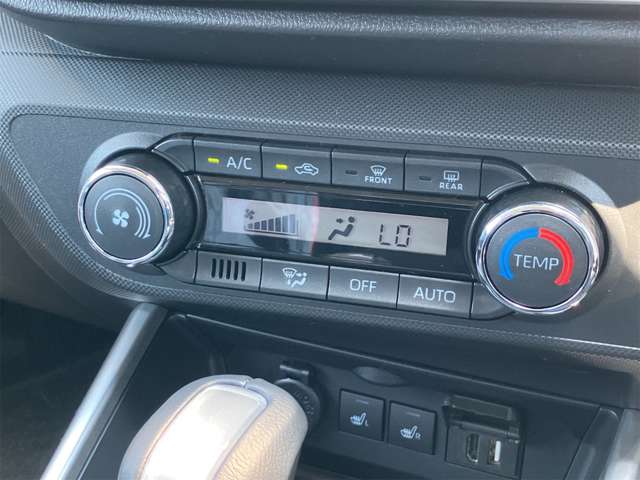 A/C
FRONT
REAR
LO
TEMP
OFF
AUTO
L
R